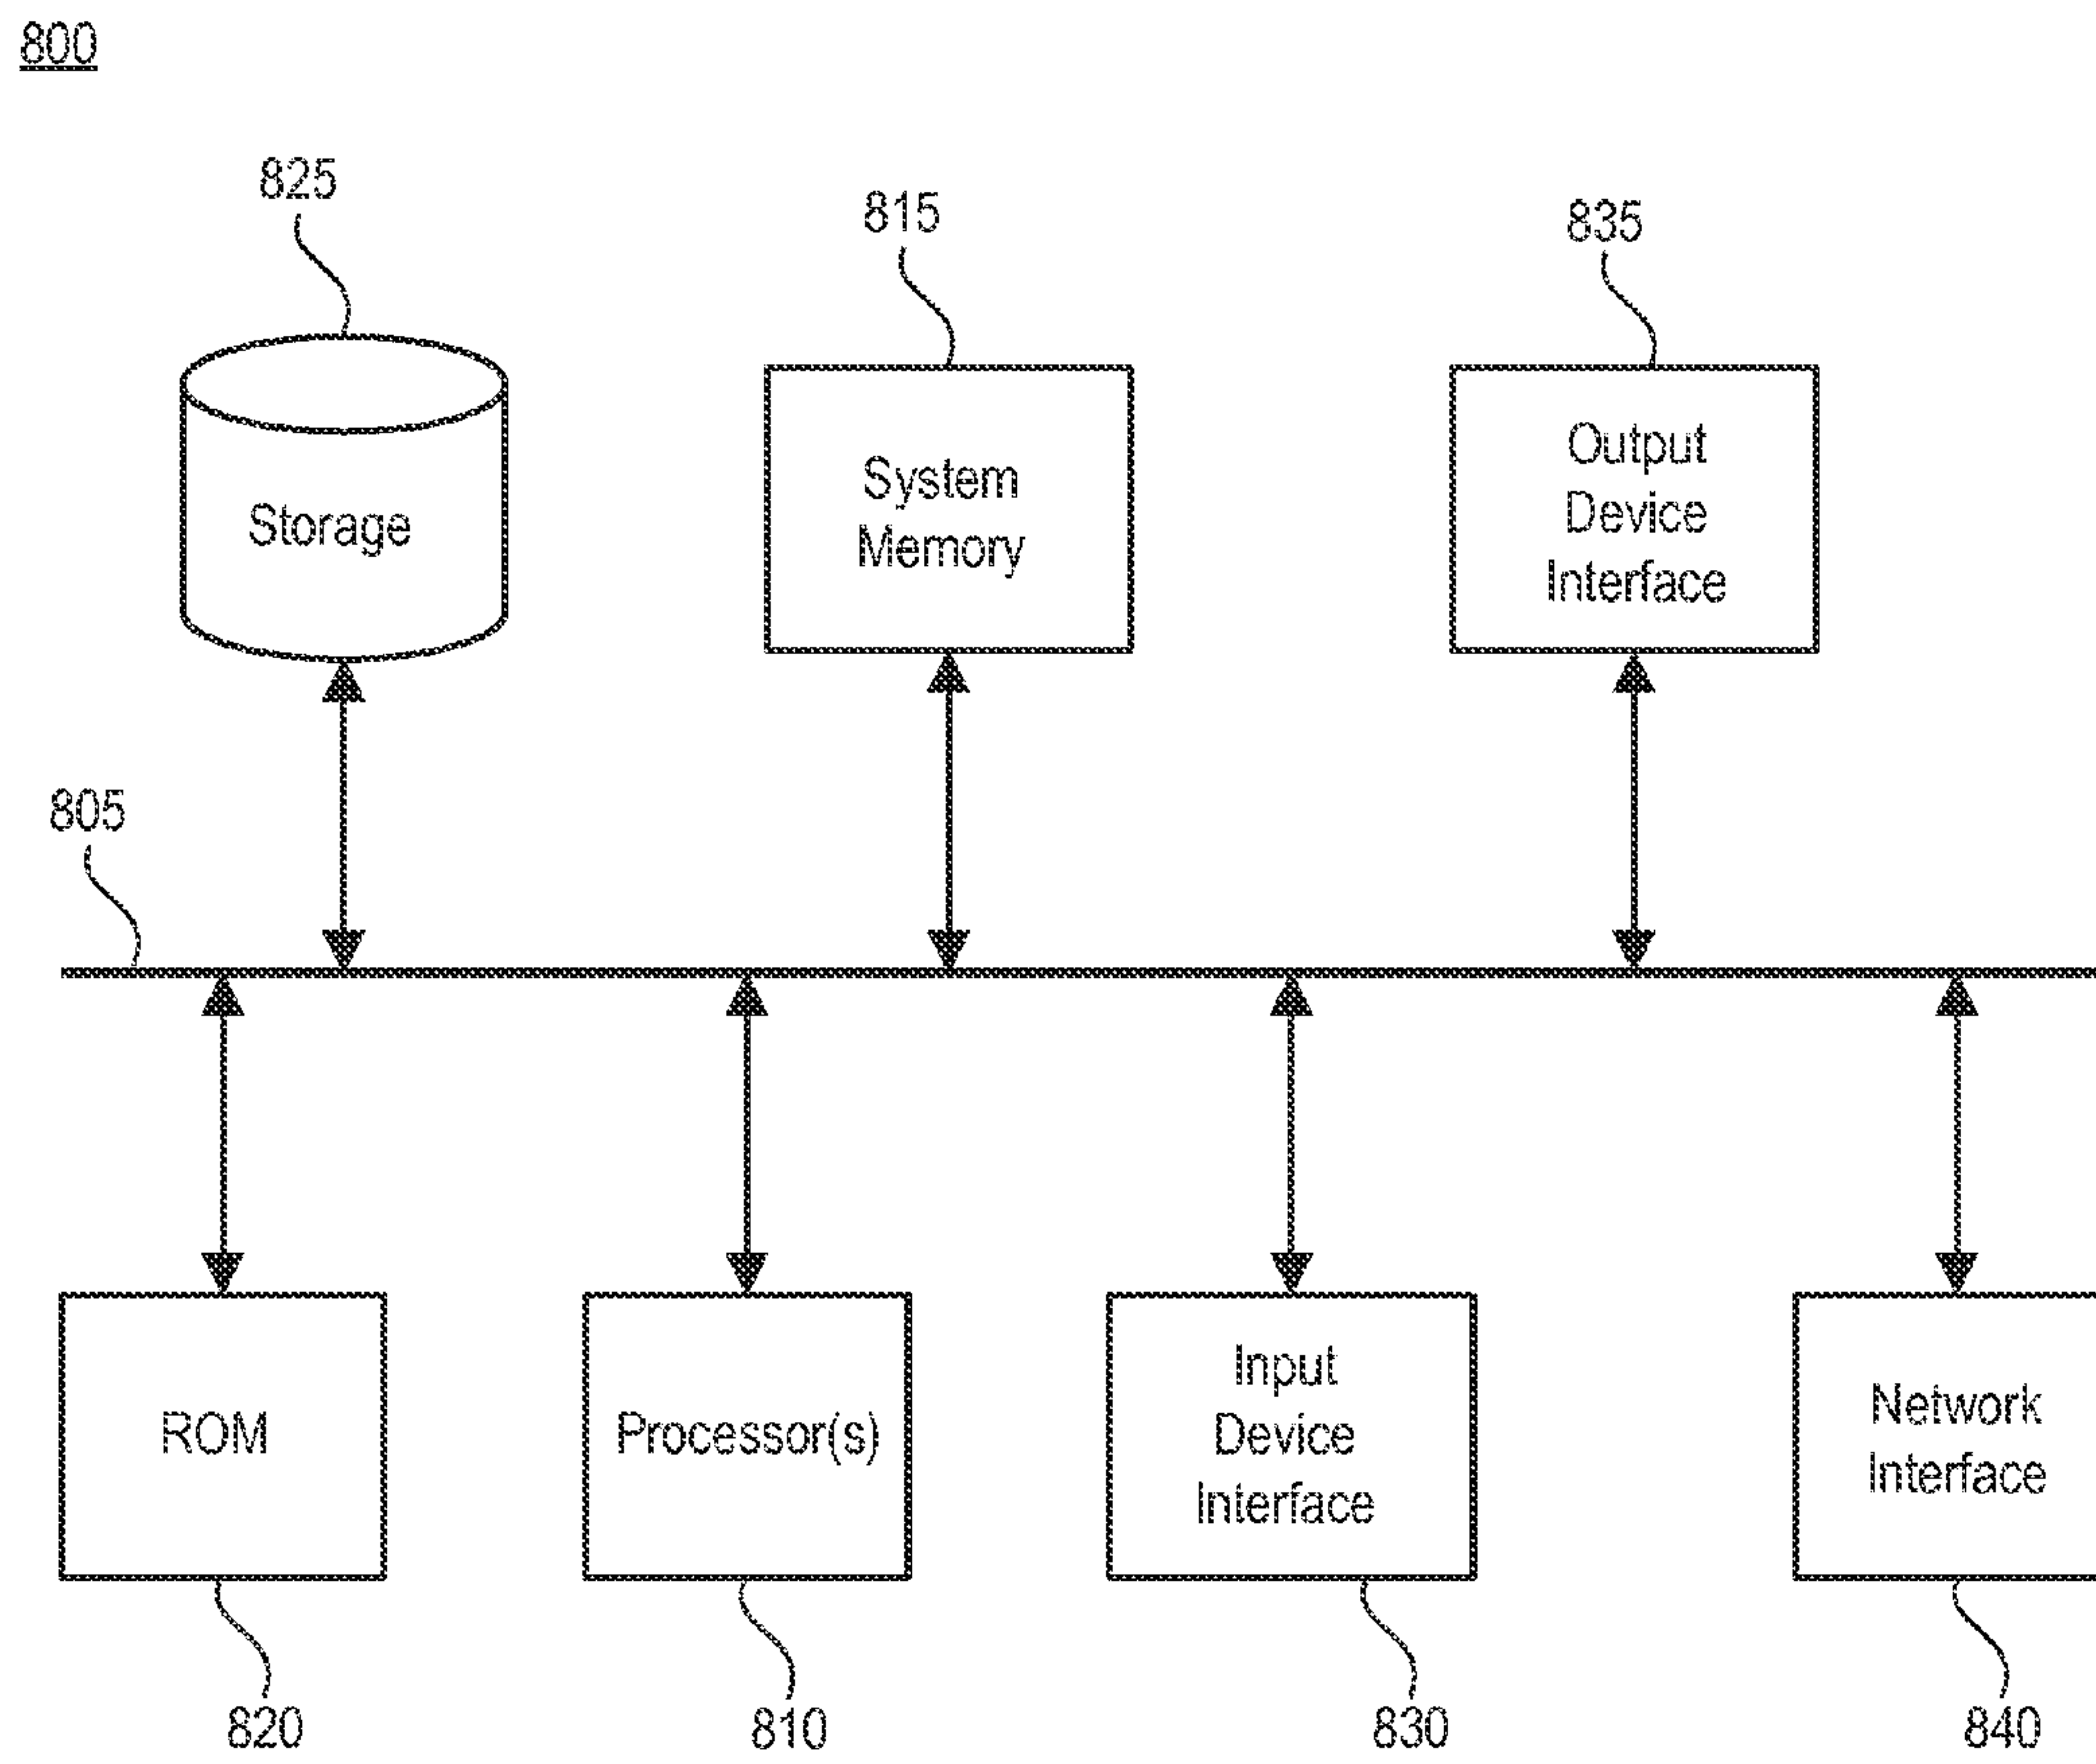 800
825
815
835
Storage
System
Memory
Output
Device
Interface
805
ROM
Processor(s)
Input
Device
Interface
Network
Interface
820
810
830
840